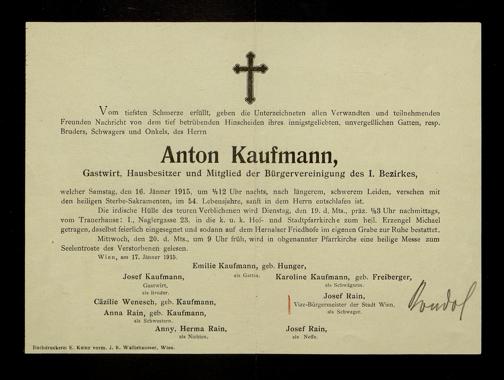 Vom tiefsten Schmerze erfüllt, geben die Unterzeichneten allen Verwandten und teilnehmenden
Freunden Nachricht von dem tief betrübenden Hinscheiden ihres innigstgeliebten, unvergeßlichen Gatten, resp.
Bruders, Schwagers und Onkels, des Herrn
Anton Kaufmann,
Gastwirt, Hausbesitzer und Mitglied der Bürgervereinigung des I. Bezirkes,
welcher Samstag, den 16. Jänner 1915, um ½12 Uhr nachts, nach längerem, schwerem Leiden, versehen mit
den heiligen Sterbe-Sakramenten, im 54. Lebensjahre, sanft in dem Herrn entschlafen ist.
Die irdische Hülle des teuren Verblichenen wird Dienstag, den 19. d. Mts., präz. ½3 Uhr nachmittags,
vom Trauerhause: I., Naglergasse 23, in die k. u. k. Hof- und Stadtpfarrkirche zum heil. Erzengel Michael
getragen, daselbst feierlich eingesegnet und sodann auf dem Hernalser Friedhofe im eigenen Grabe zur Ruhe bestattet.
Mittwoch, den 20. d. Mts., um 9 Uhr früh, wird in obgenannter Pfarrkirche eine heilige Messe zum
Seelentroste des Verstorbenen gelesen.
Wien, am 17. Jänner 1915.
Emilie Kaufmann, geb. Hunger,
als Gattin.
Josef Kaufmann,
Gastwirt,
als Bruder.
Karoline Kaufmann, geb. Freiberger,
als Schwägerin.
Cäzilie Wenesch, geb. Kaufmann,
Anna Rain, geb. Kaufmann,
als Schwestern.
Josef Rain,
Vize-Bürgermeister der Stadt Wien,
als Schwager.
Anny, Herma Rain,
als Nichten.
Josef Rain,
als Neffe.
Buchdruckerei E. Kainz vorm. J. B. Wallishausser, Wien.